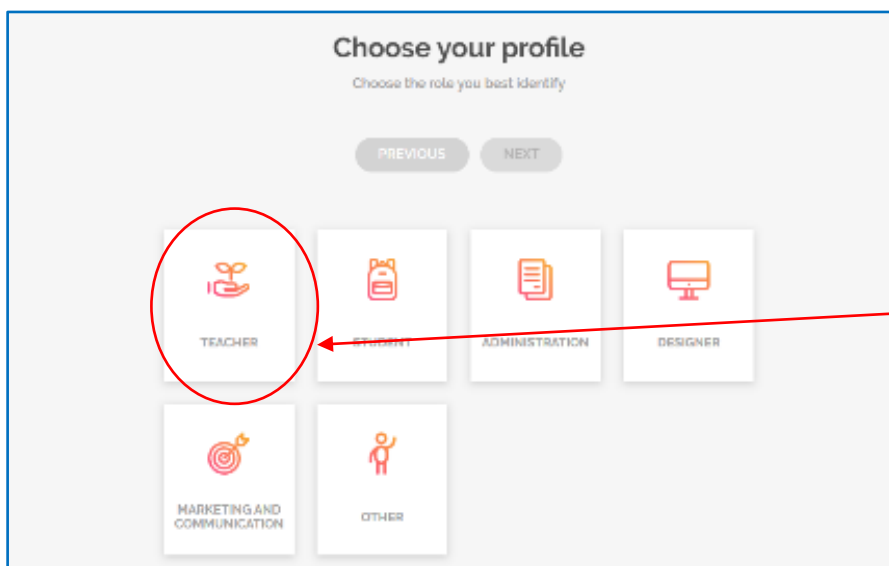 Choose your profile
Choose the role you best identify
PREVIOUS
NEXT
TEACHER
STUDENT
ADMINISTRATION
DESIGNER
MARKETING AND
COMMUNICATION
OTHER